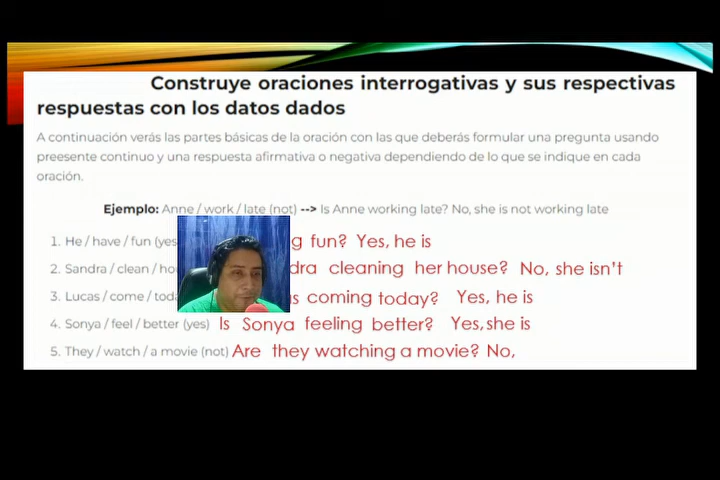 Construye oraciones interrogativas y sus respectivas
respuestas con los datos dados
A continuación verás las partes básicas de la oración con las que deberás formular una pregunta usando
preesente continuo y una respuesta afirmativa o negativa dependiendo de lo que se indique en cada
oración.
Ejemplo: Anne / work / late (not) --> Is Anne working late? No, she is not working late
1. He / have / fun (yes fun? Yes, he is
2. Sandra / clean / cleaning her house? No, she isn't
3. Lucas / come / coming today? Yes, he is
4. Sonya / feel / better (yes) Is Sonya feeling better? Yes, she is
5. They / watch / a movie (not) Are they watching a movie? No,